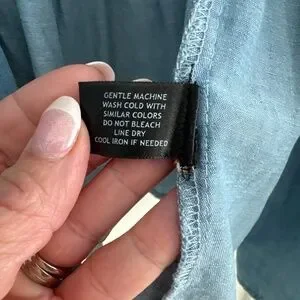 GENTLE MACHINE
WASH COLD WITH
SIMILAR COLORS
DO NOT BLEACH
LINE DRY
COOL IRON IF NEEDED